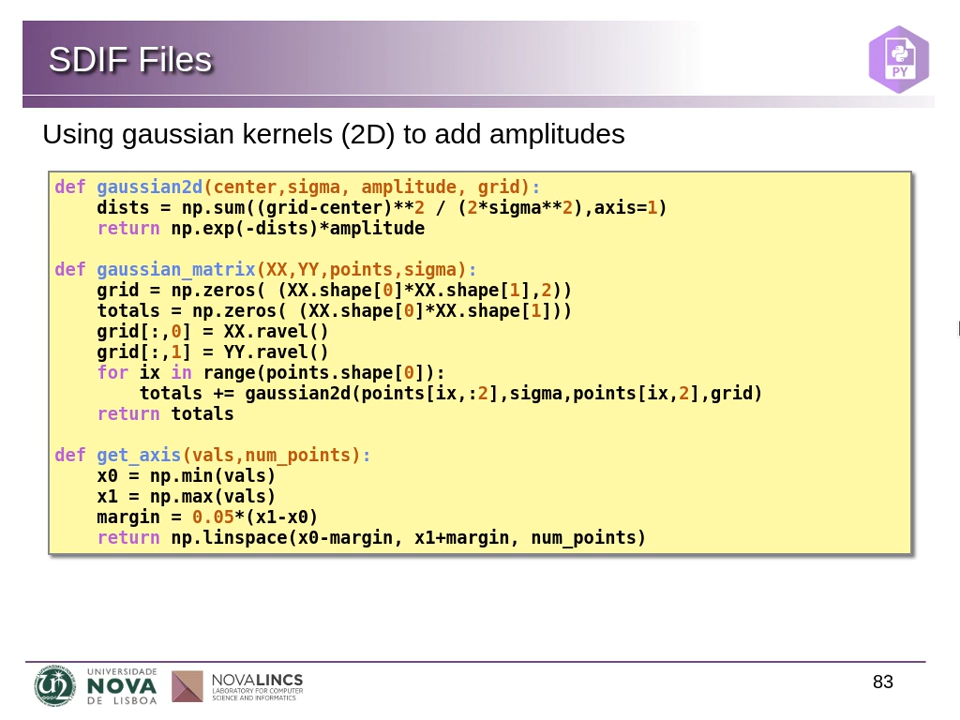 SDIF Files
PY
Using gaussian kernels (2D) to add amplitudes
def gaussian2d(center,sigma, amplitude, grid):
    dists = np.sum((grid-center)**2 / (2*sigma**2),axis=1)
    return np.exp(-dists)*amplitude

def gaussian_matrix(XX,YY,points,sigma):
    grid = np.zeros( (XX.shape[0]*XX.shape[1],2))
    totals = np.zeros( (XX.shape[0]*XX.shape[1]))
    grid[:,0] = XX.ravel()
    grid[:,1] = YY.ravel()
    for ix in range(points.shape[0]):
        totals += gaussian2d(points[ix,:2],sigma,points[ix,2],grid)
    return totals

def get_axis(vals,num_points):
    x0 = np.min(vals)
    x1 = np.max(vals)
    margin = 0.05*(x1-x0)
    return np.linspace(x0-margin, x1+margin, num_points)
UNIVERSIDADE
NOVA
DE LISBOA
NOVALINCS
LABORATORY FOR COMPUTER
SCIENCE AND INFORMATICS
83